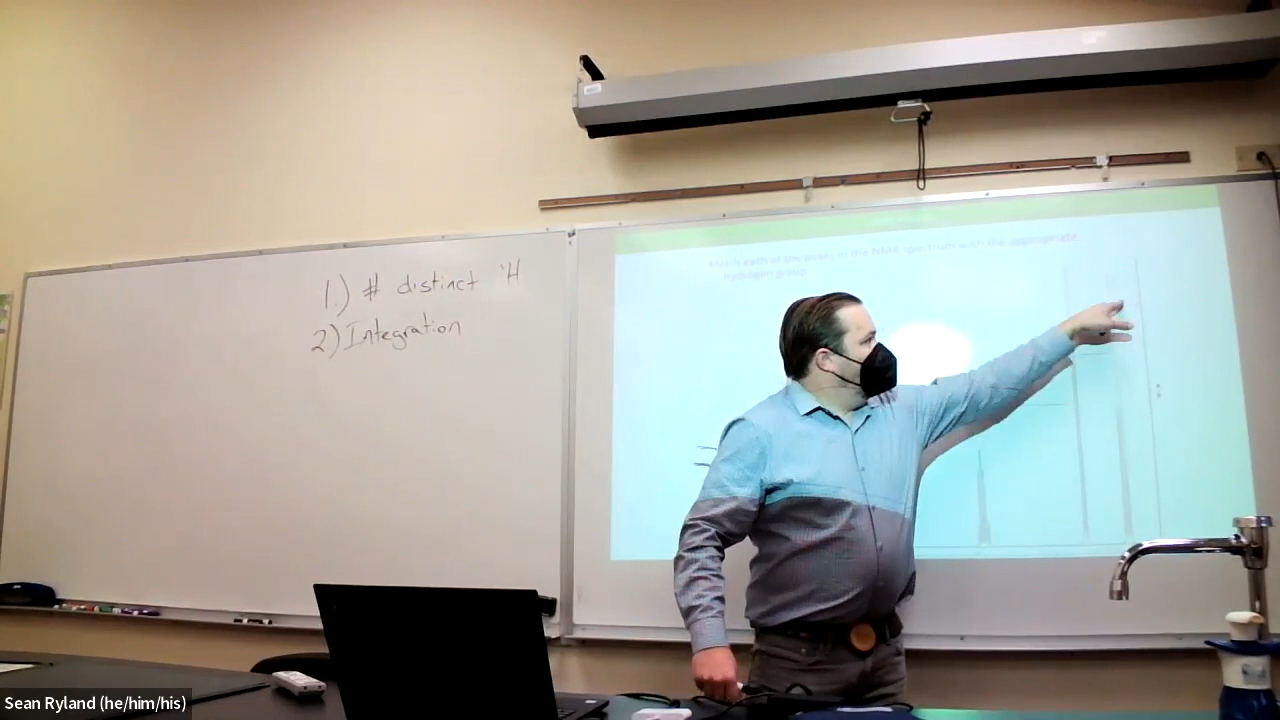 1.) # distinct ¹H
2) Integration
Match each of the peaks in the NMR spectrum with the appropriate
hydrogen group
Sean Ryland (he/him/his)